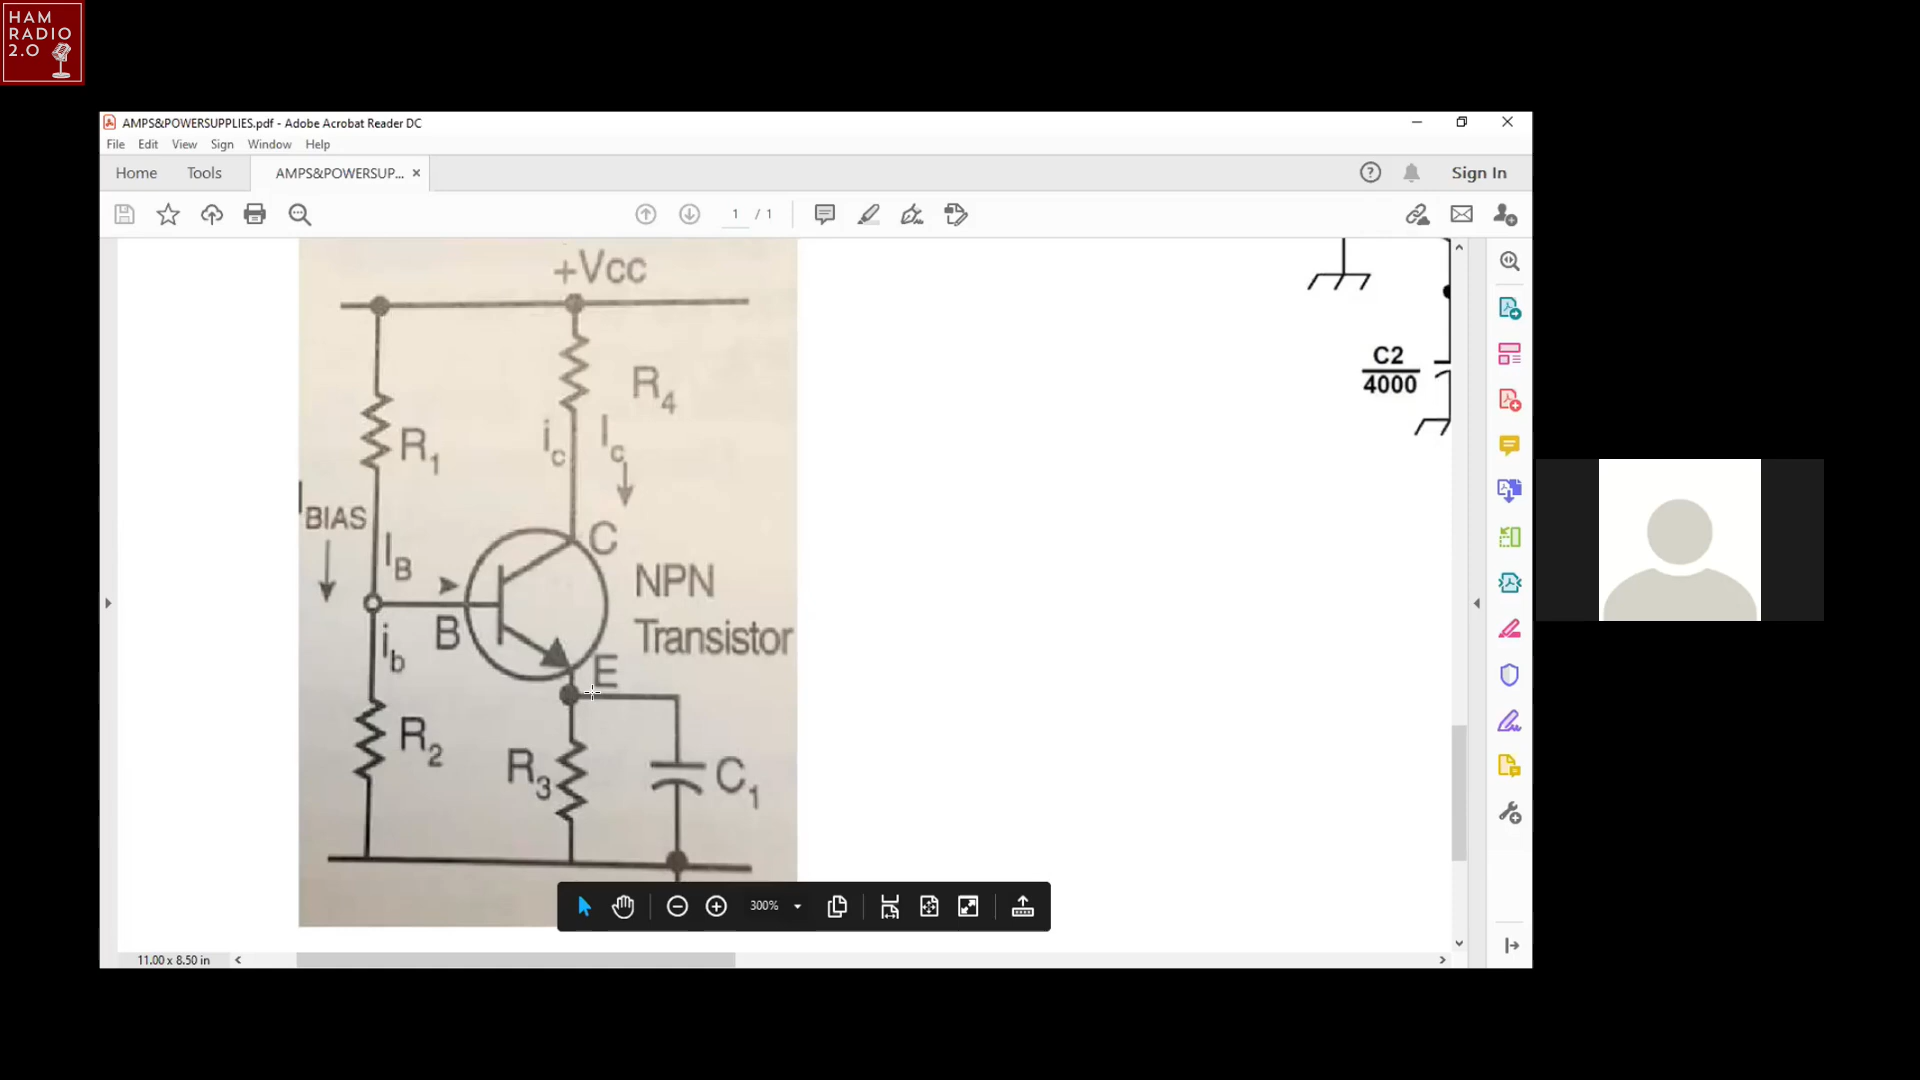 HAM
RADIO
2.0
AMPS&POWERSUPPLIES.pdf - Adobe Acrobat Reader DC
File Edit View Sign Window Help
Home Tools AMPS&POWERSUP... ×
Sign In
1 / 1
+Vcc
R4
R1
ic Ic
IBIAS
IB
C
NPN
Transistor
B
ib
E
R2
R3
C1
C2
4000
300%
11.00 x 8.50 in